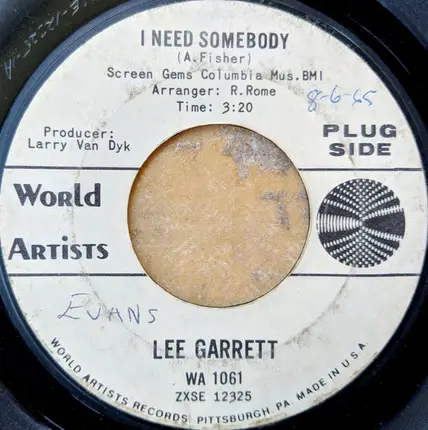 I NEED SOMEBODY
(A. Fisher)
Screen Gems Columbia Mus. BMI
Arranger: R. Rome
Time: 3:20
8-6-65
Producer:
Larry Van Dyk
PLUG
SIDE
World
Artists
EVANS
LEE GARRETT
WA 1061
ZXSE 12325
WORLD ARTISTS RECORDS, PITTSBURGH, PA. MADE IN U.S.A.